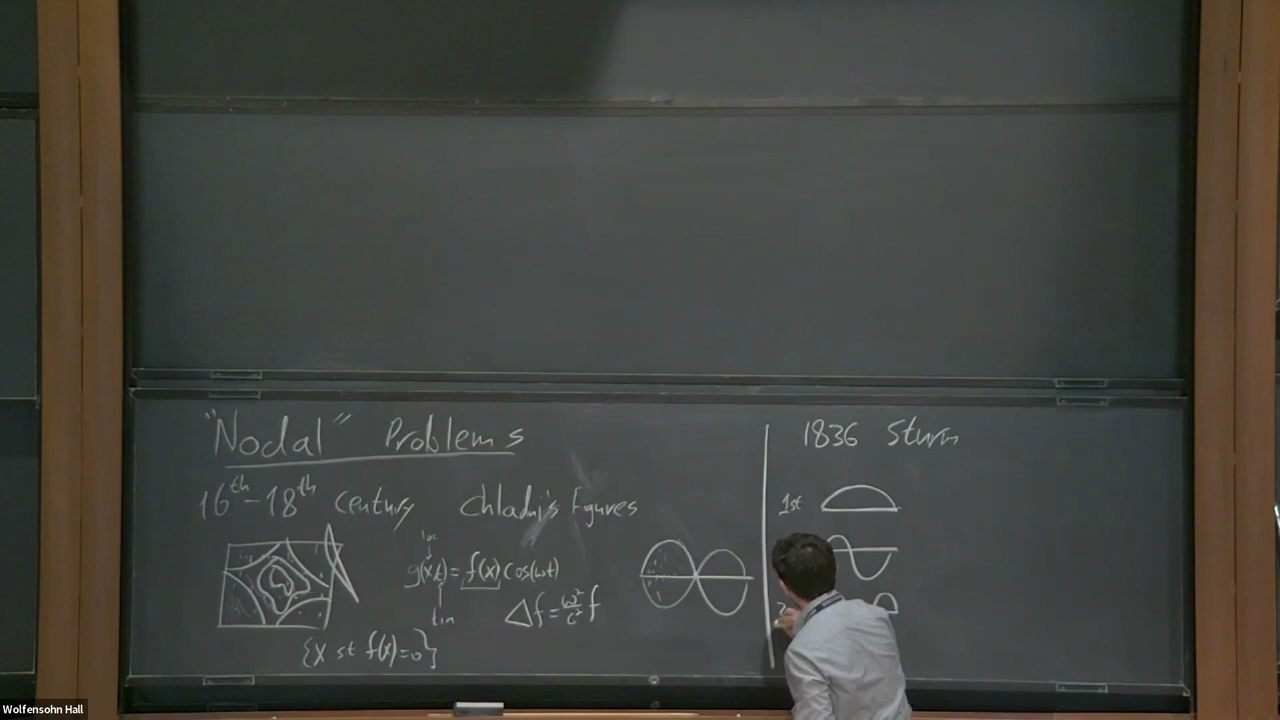 "Nodal" Problems
16th-18th century Chladni's Figures
loc
g(x,t) = f(x) cos(ωt)
tim
Δf = ω²/c² f
{x st f(x)=0}
1836 Sturm
1st
Wolfensohn Hall